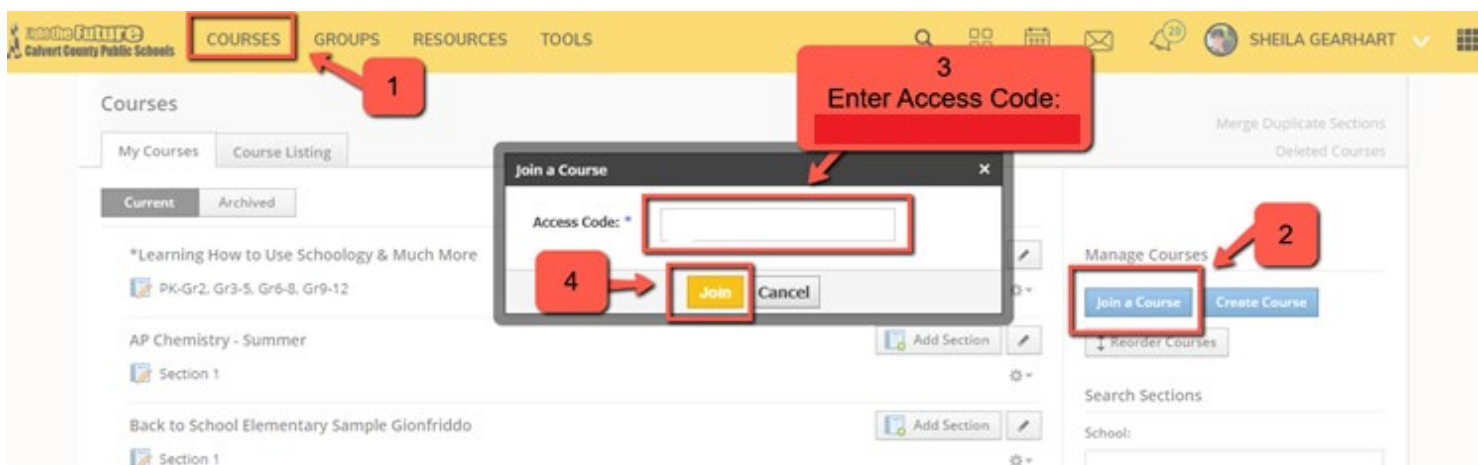 Into the Future
Calvert County Public Schools
COURSES GROUPS RESOURCES TOOLS
28
SHEILA GEARHART
1
3
Enter Access Code:
Courses
Merge Duplicate Sections
Deleted Courses
My Courses Course Listing
Join a Course ×
Current Archived
Access Code: *
2
*Learning How to Use Schoology & Much More
Manage Courses
PK-Gr2, Gr3-5, Gr6-8, Gr9-12
4
Join Cancel
Join a Course Create Course
AP Chemistry - Summer
Add Section
Reorder Courses
Section 1
Search Sections
Back to School Elementary Sample Gionfriddo
Add Section
School:
Section 1